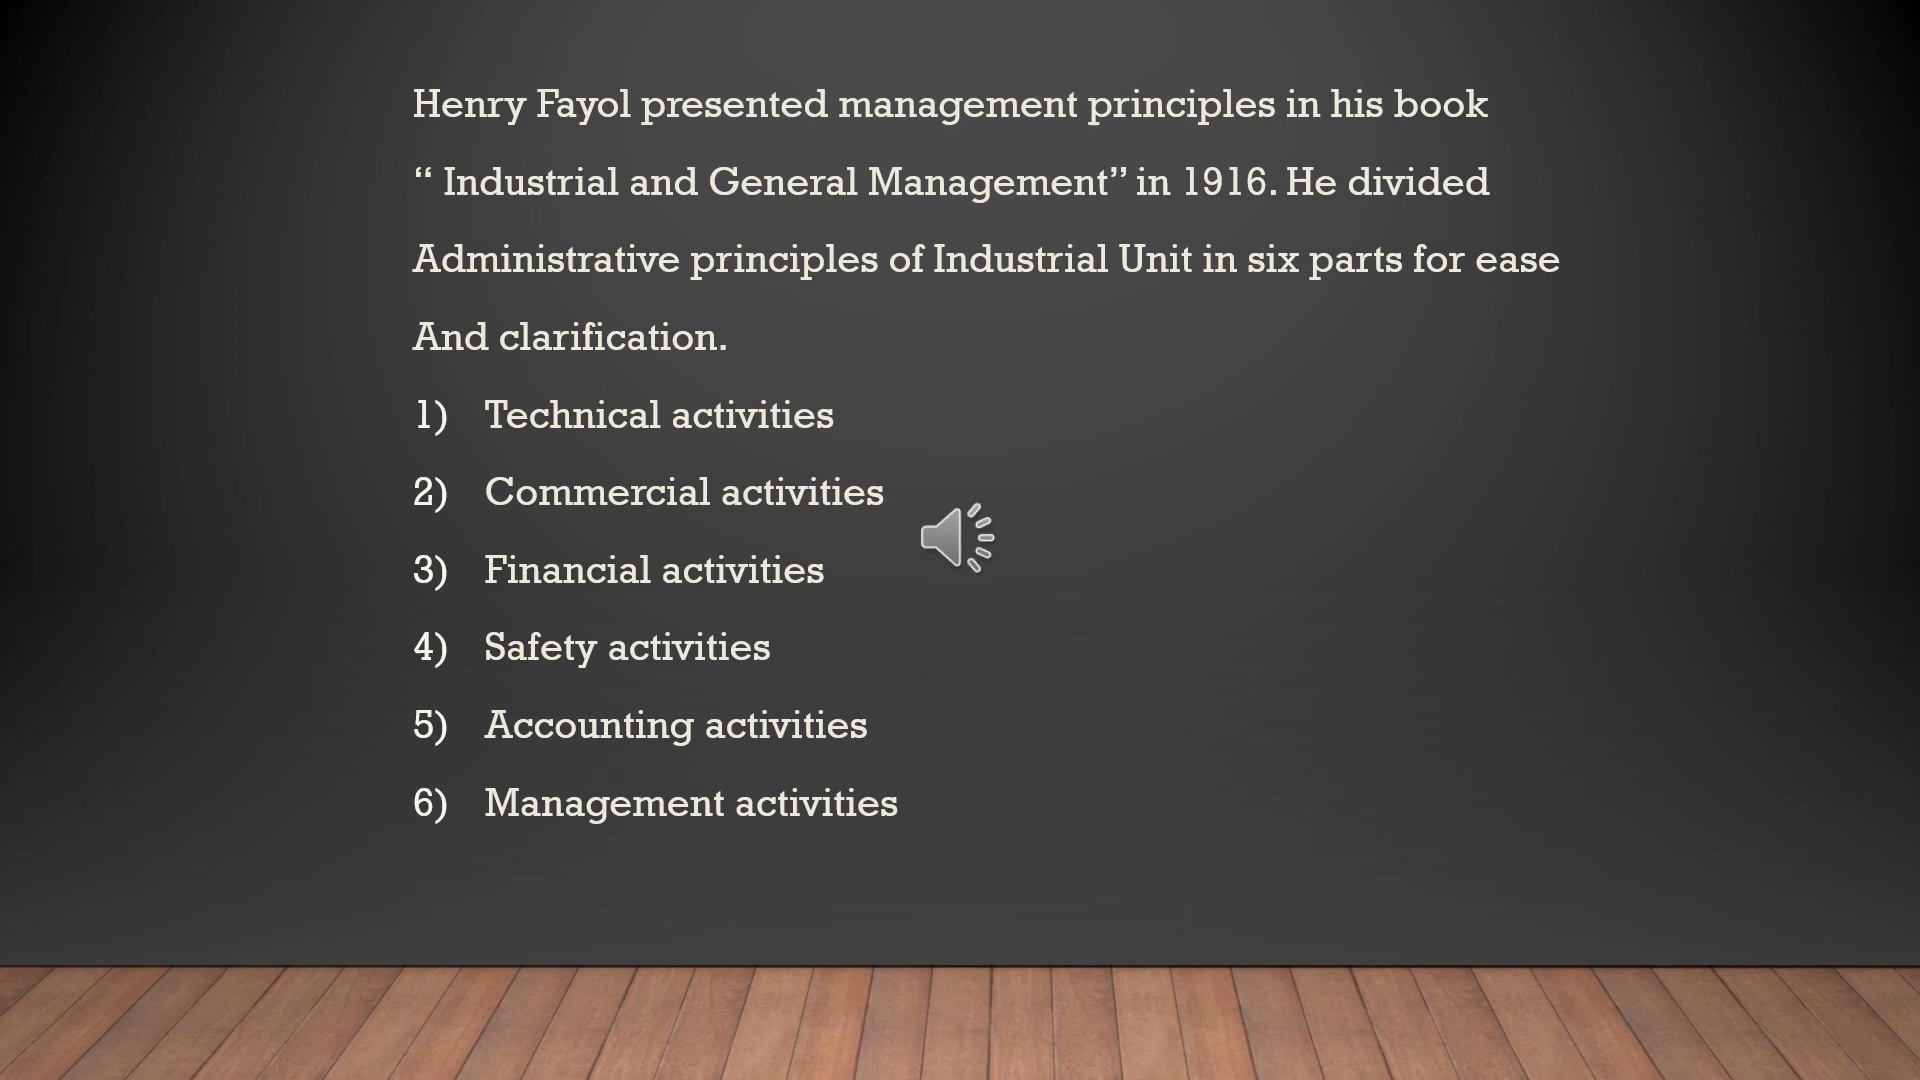 Henry Fayol presented management principles in his book
“ Industrial and General Management” in 1916. He divided
Administrative principles of Industrial Unit in six parts for ease
And clarification.
1) Technical activities
2) Commercial activities
3) Financial activities
4) Safety activities
5) Accounting activities
6) Management activities